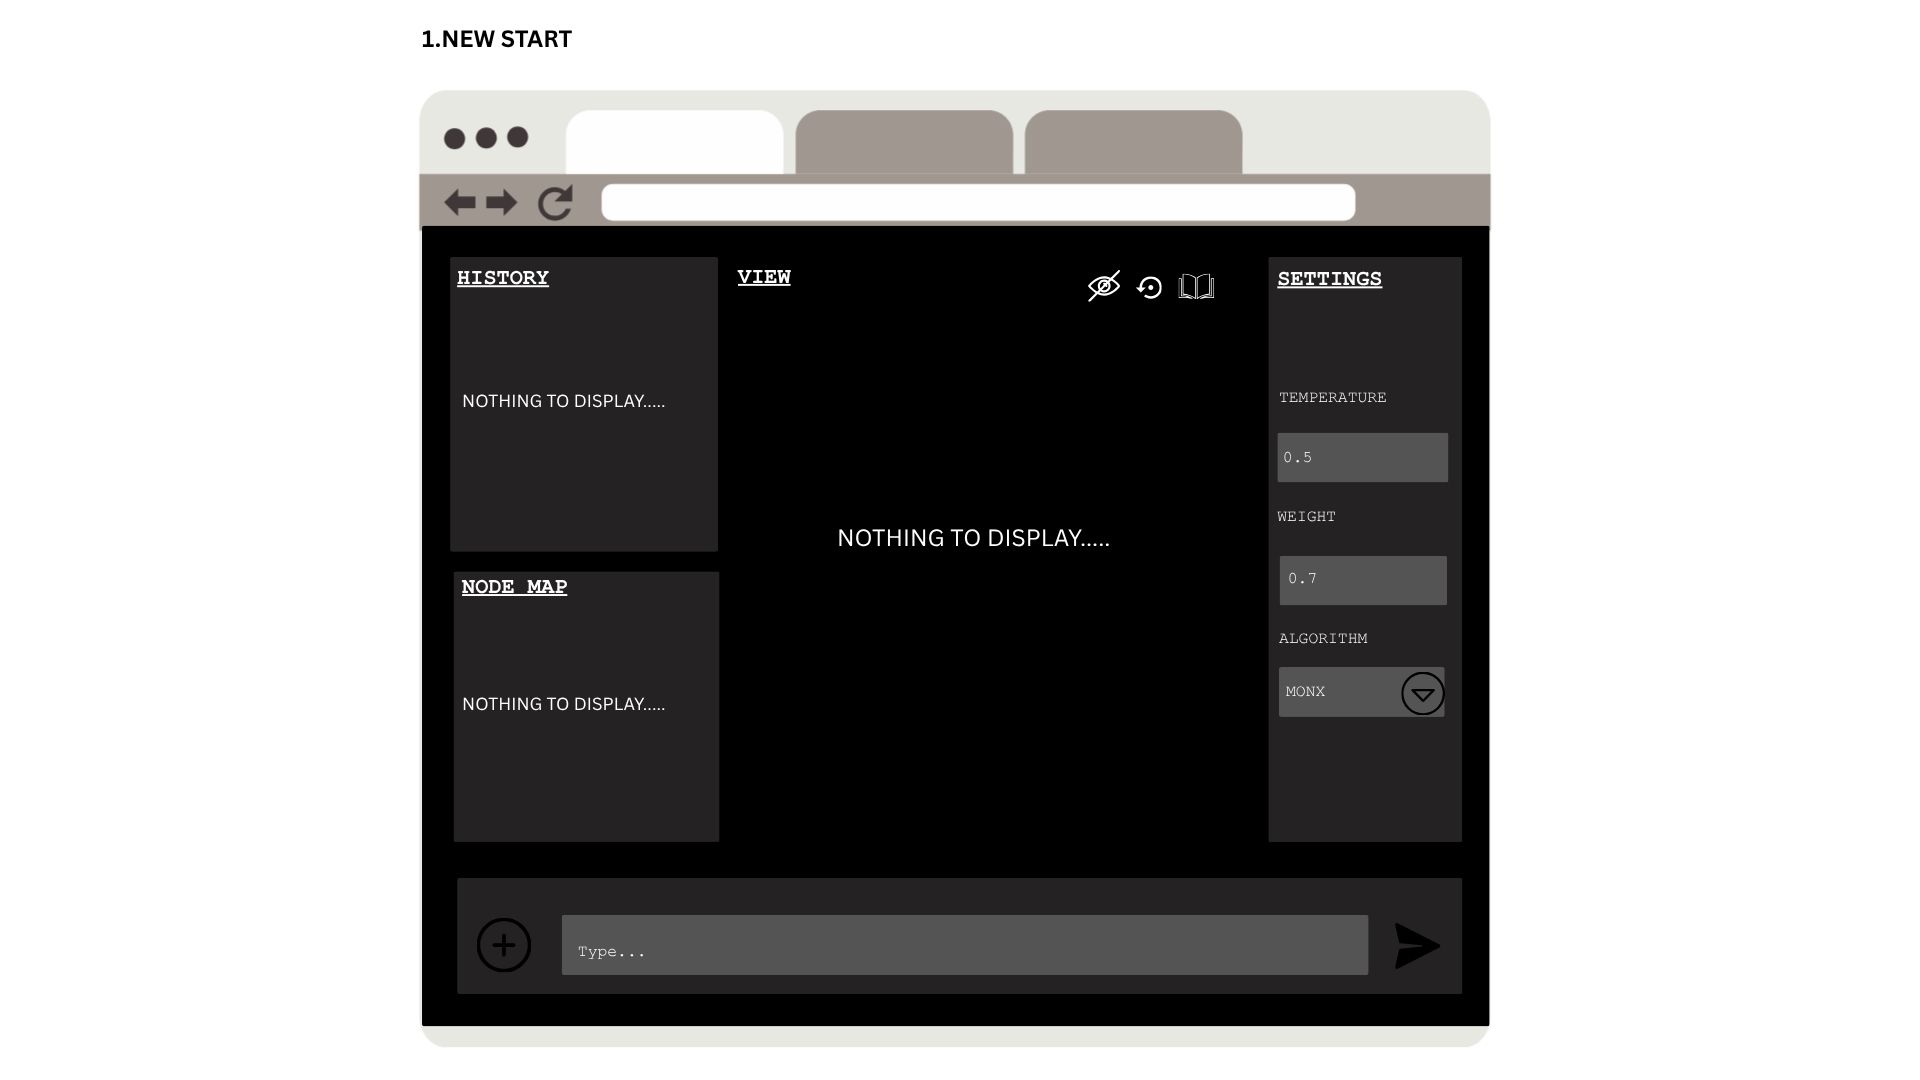 1.NEW START
HISTORY
NOTHING TO DISPLAY.....
NODE MAP
NOTHING TO DISPLAY.....
VIEW
NOTHING TO DISPLAY.....
SETTINGS
TEMPERATURE
0.5
WEIGHT
0.7
ALGORITHM
MONX
Type...